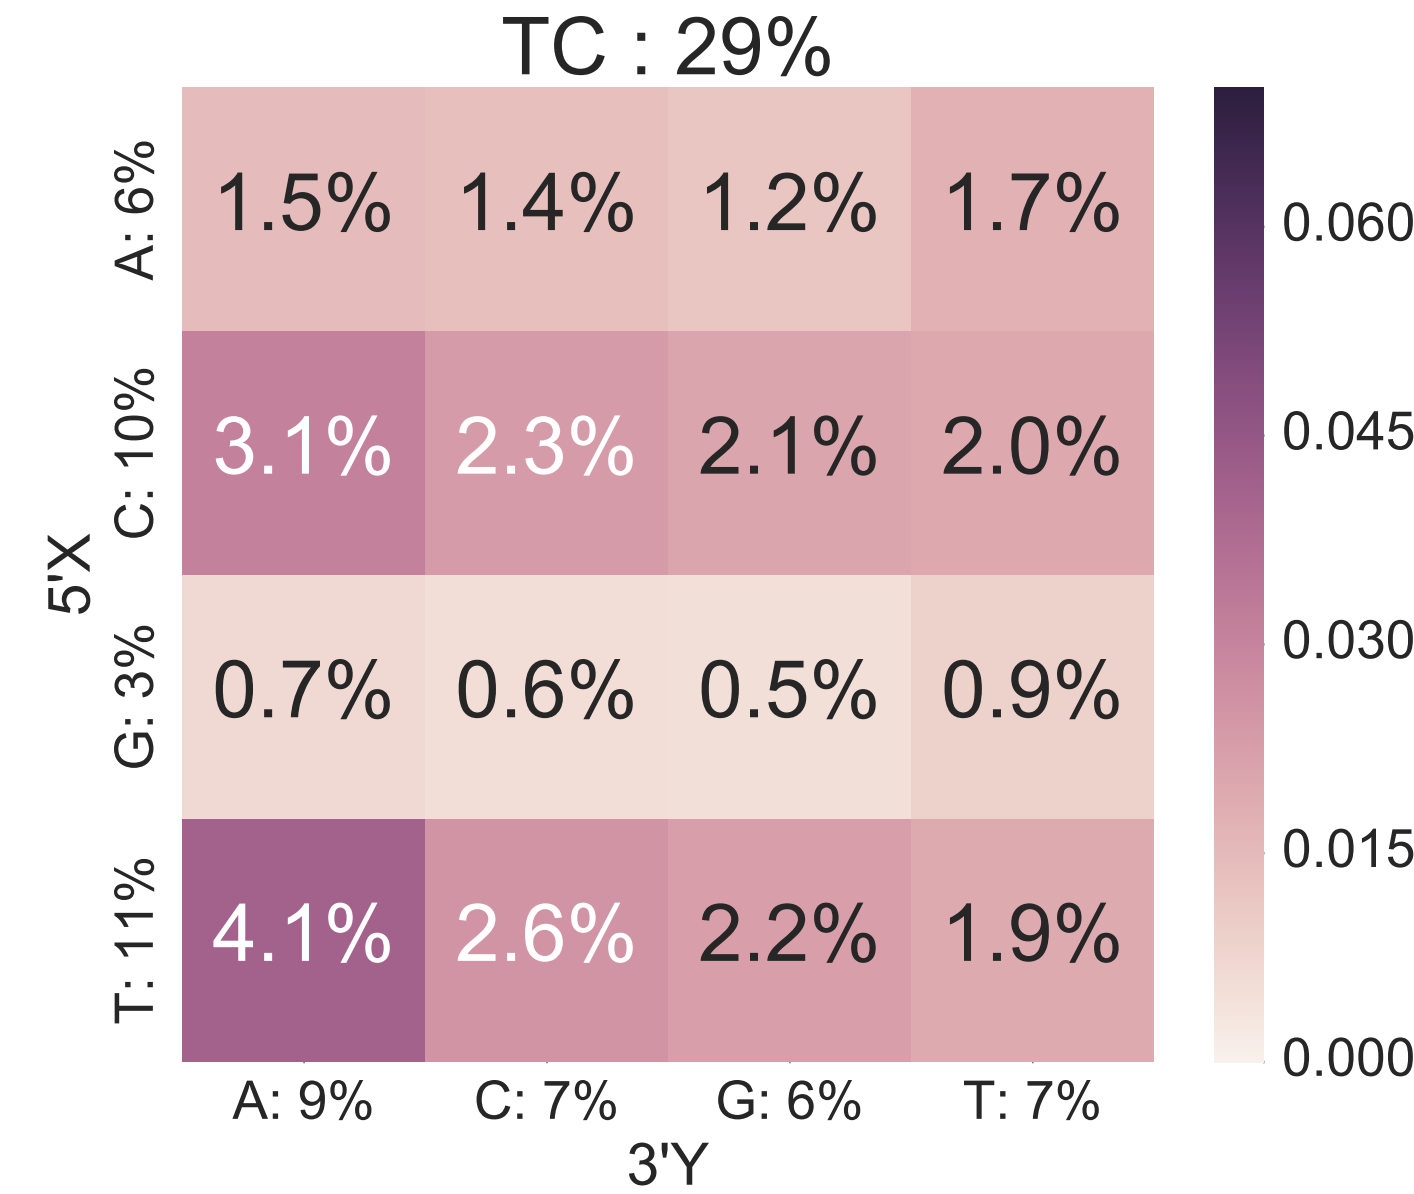 TC : 29%
A: 6%
1.5% 1.4% 1.2% 1.7%
C: 10%
3.1% 2.3% 2.1% 2.0%
G: 3%
0.7% 0.6% 0.5% 0.9%
T: 11%
4.1% 2.6% 2.2% 1.9%
5'X
A: 9% C: 7% G: 6% T: 7%
3'Y
0.060
0.045
0.030
0.015
0.000